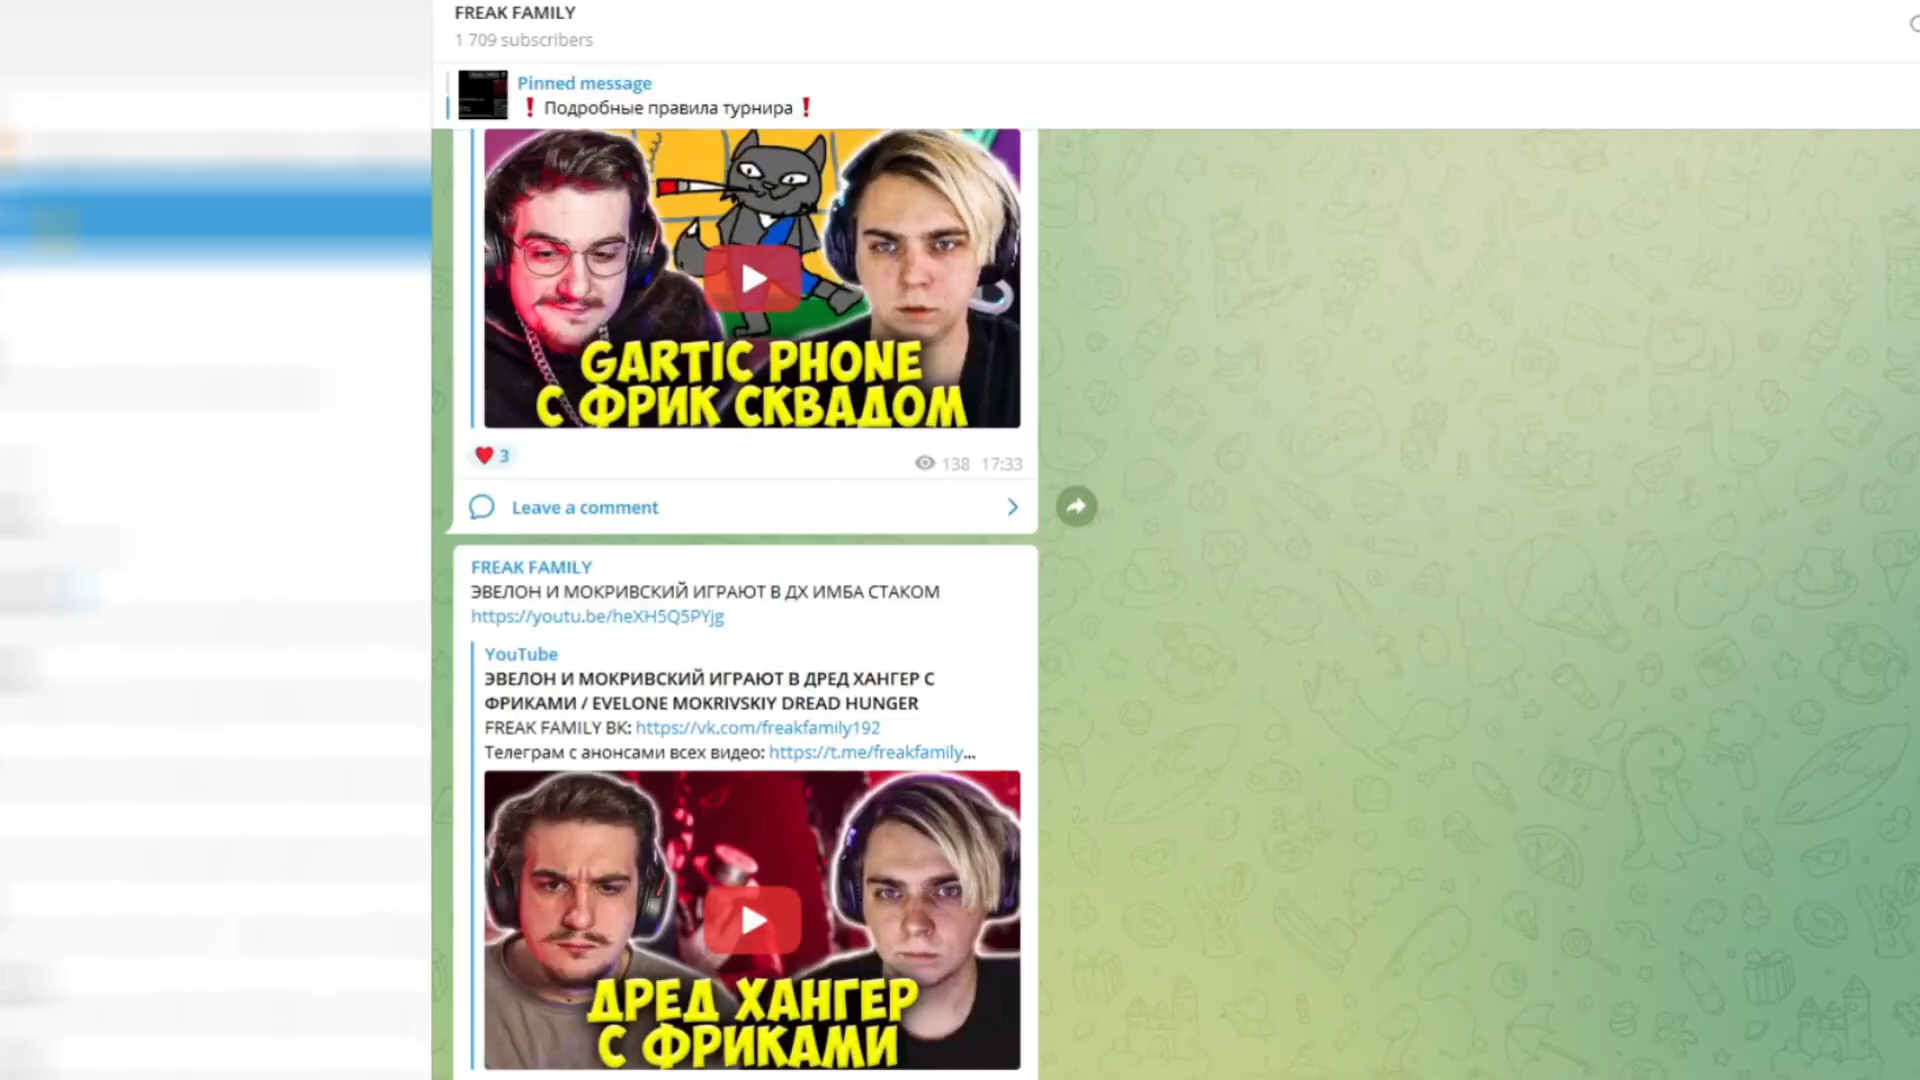 FREAK FAMILY
1 709 subscribers
Pinned message
❗ Подробные правила турнира ❗
GARTIC PHONE
С ФРИК СКВАДОМ
❤ 3
138 17:33
Leave a comment
FREAK FAMILY
ЭВЕЛОН И МОКРИВСКИЙ ИГРАЮТ В ДХ ИМБА СТАКОМ
https://youtu.be/heXH5Q5PYjg
YouTube
ЭВЕЛОН И МОКРИВСКИЙ ИГРАЮТ В ДРЕД ХАНГЕР С
ФРИКАМИ / EVELONE MOKRIVSKIY DREAD HUNGER
FREAK FAMILY ВК: https://vk.com/freakfamily192
Телеграм с анонсами всех видео: https://t.me/freakfamily...
ДРЕД ХАНГЕР
С ФРИКАМИ